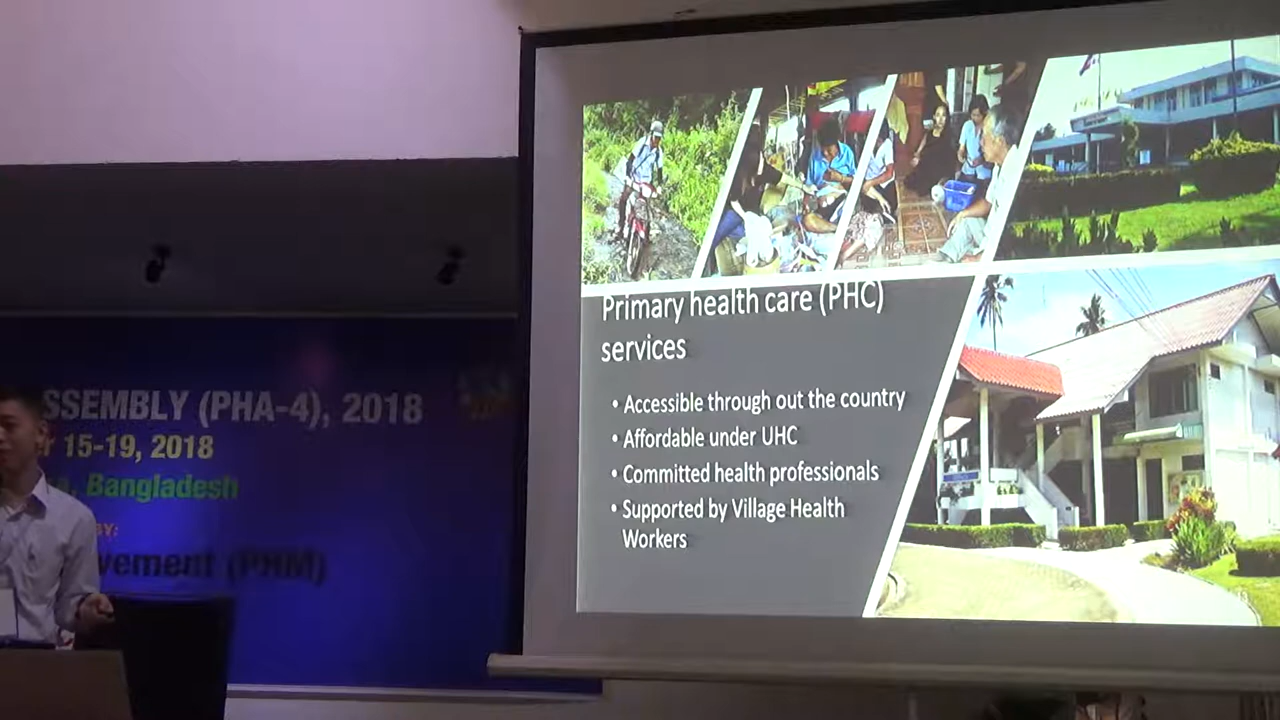 SSEMBLY (PHA-4), 2018
15-19, 2018
Bangladesh
BY:
vement (PHM)
Primary health care (PHC)
services
• Accessible through out the country
• Affordable under UHC
• Committed health professionals
• Supported by Village Health
Workers